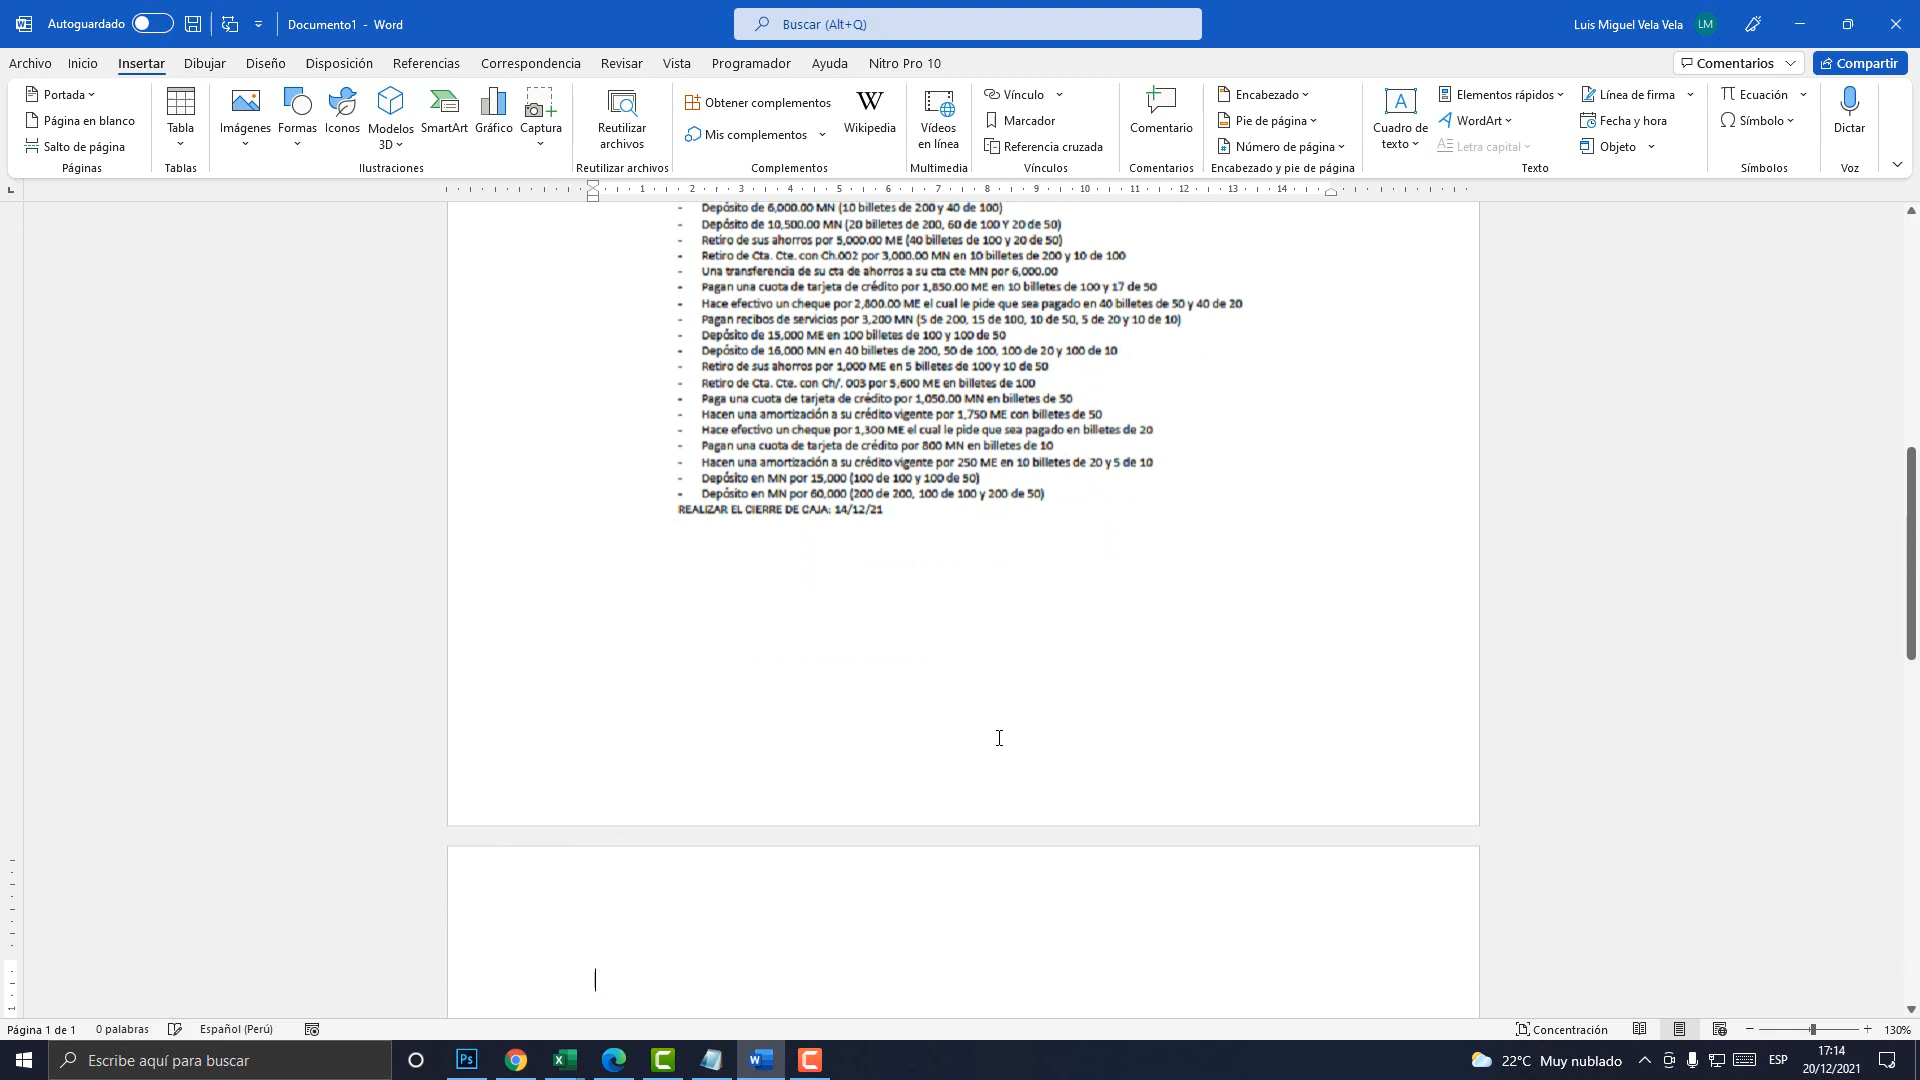 Autoguardado
Documento1 - Word
Buscar (Alt+Q)
Luis Miguel Vela Vela
LM
Archivo Inicio Insertar Dibujar Diseño Disposición Referencias Correspondencia Revisar Vista Programador Ayuda Nitro Pro 10
Comentarios
Compartir
Portada
Página en blanco
Salto de página
Páginas
Tabla
Tablas
Imágenes
Formas
Iconos
Modelos 3D
SmartArt
Gráfico
Captura
Ilustraciones
Reutilizar archivos
Reutilizar archivos
Obtener complementos
Mis complementos
Wikipedia
Complementos
Vídeos en línea
Multimedia
Vínculo
Marcador
Referencia cruzada
Vínculos
Comentario
Comentarios
Encabezado
Pie de página
Número de página
Encabezado y pie de página
A
Cuadro de texto
Elementos rápidos
WordArt
Letra capital
Línea de firma
Fecha y hora
Objeto
Texto
Ecuación
Símbolo
Símbolos
Dictar
Voz
1 2 3 4 5 6 7 8 9 10 11 12 13 14
- Depósito de 6,000.00 MN (10 billetes de 200 y 40 de 100)
- Depósito de 10,500.00 MN (20 billetes de 200, 60 de 100 Y 20 de 50)
- Retiro de sus ahorros por 5,000.00 ME (40 billetes de 100 y 20 de 50)
- Retiro de Cta. Cte. con Ch.002 por 3,000.00 MN en 10 billetes de 200 y 10 de 100
- Una transferencia de su cta de ahorros a su cta cte MN por 6,000.00
- Pagan una cuota de tarjeta de crédito por 1,850.00 ME en 10 billetes de 100 y 17 de 50
- Hace efectivo un cheque por 2,800.00 ME el cual le pide que sea pagado en 40 billetes de 50 y 40 de 20
- Pagan recibos de servicios por 3,200 MN (5 de 200, 15 de 100, 10 de 50, 5 de 20 y 10 de 10)
- Depósito de 15,000 ME en 100 billetes de 100 y 100 de 50
- Depósito de 16,000 MN en 40 billetes de 200, 50 de 100, 100 de 20 y 100 de 10
- Retiro de sus ahorros por 1,000 ME en 5 billetes de 100 y 10 de 50
- Retiro de Cta. Cte. con Ch/. 003 por 5,600 ME en billetes de 100
- Paga una cuota de tarjeta de crédito por 1,050.00 MN en billetes de 50
- Hacen una amortización a su crédito vigente por 1,750 ME con billetes de 50
- Hace efectivo un cheque por 1,300 ME el cual le pide que sea pagado en billetes de 20
- Pagan una cuota de tarjeta de crédito por 800 MN en billetes de 10
- Hacen una amortización a su crédito vigente por 250 ME en 10 billetes de 20 y 5 de 10
- Depósito en MN por 15,000 (100 de 100 y 100 de 50)
- Depósito en MN por 60,000 (200 de 200, 100 de 100 y 200 de 50)
REALIZAR EL CIERRE DE CAJA: 14/12/21
Página 1 de 1
0 palabras
Español (Perú)
Concentración
130%
Escribe aquí para buscar
Ps
22°C Muy nublado
ESP
17:14
20/12/2021